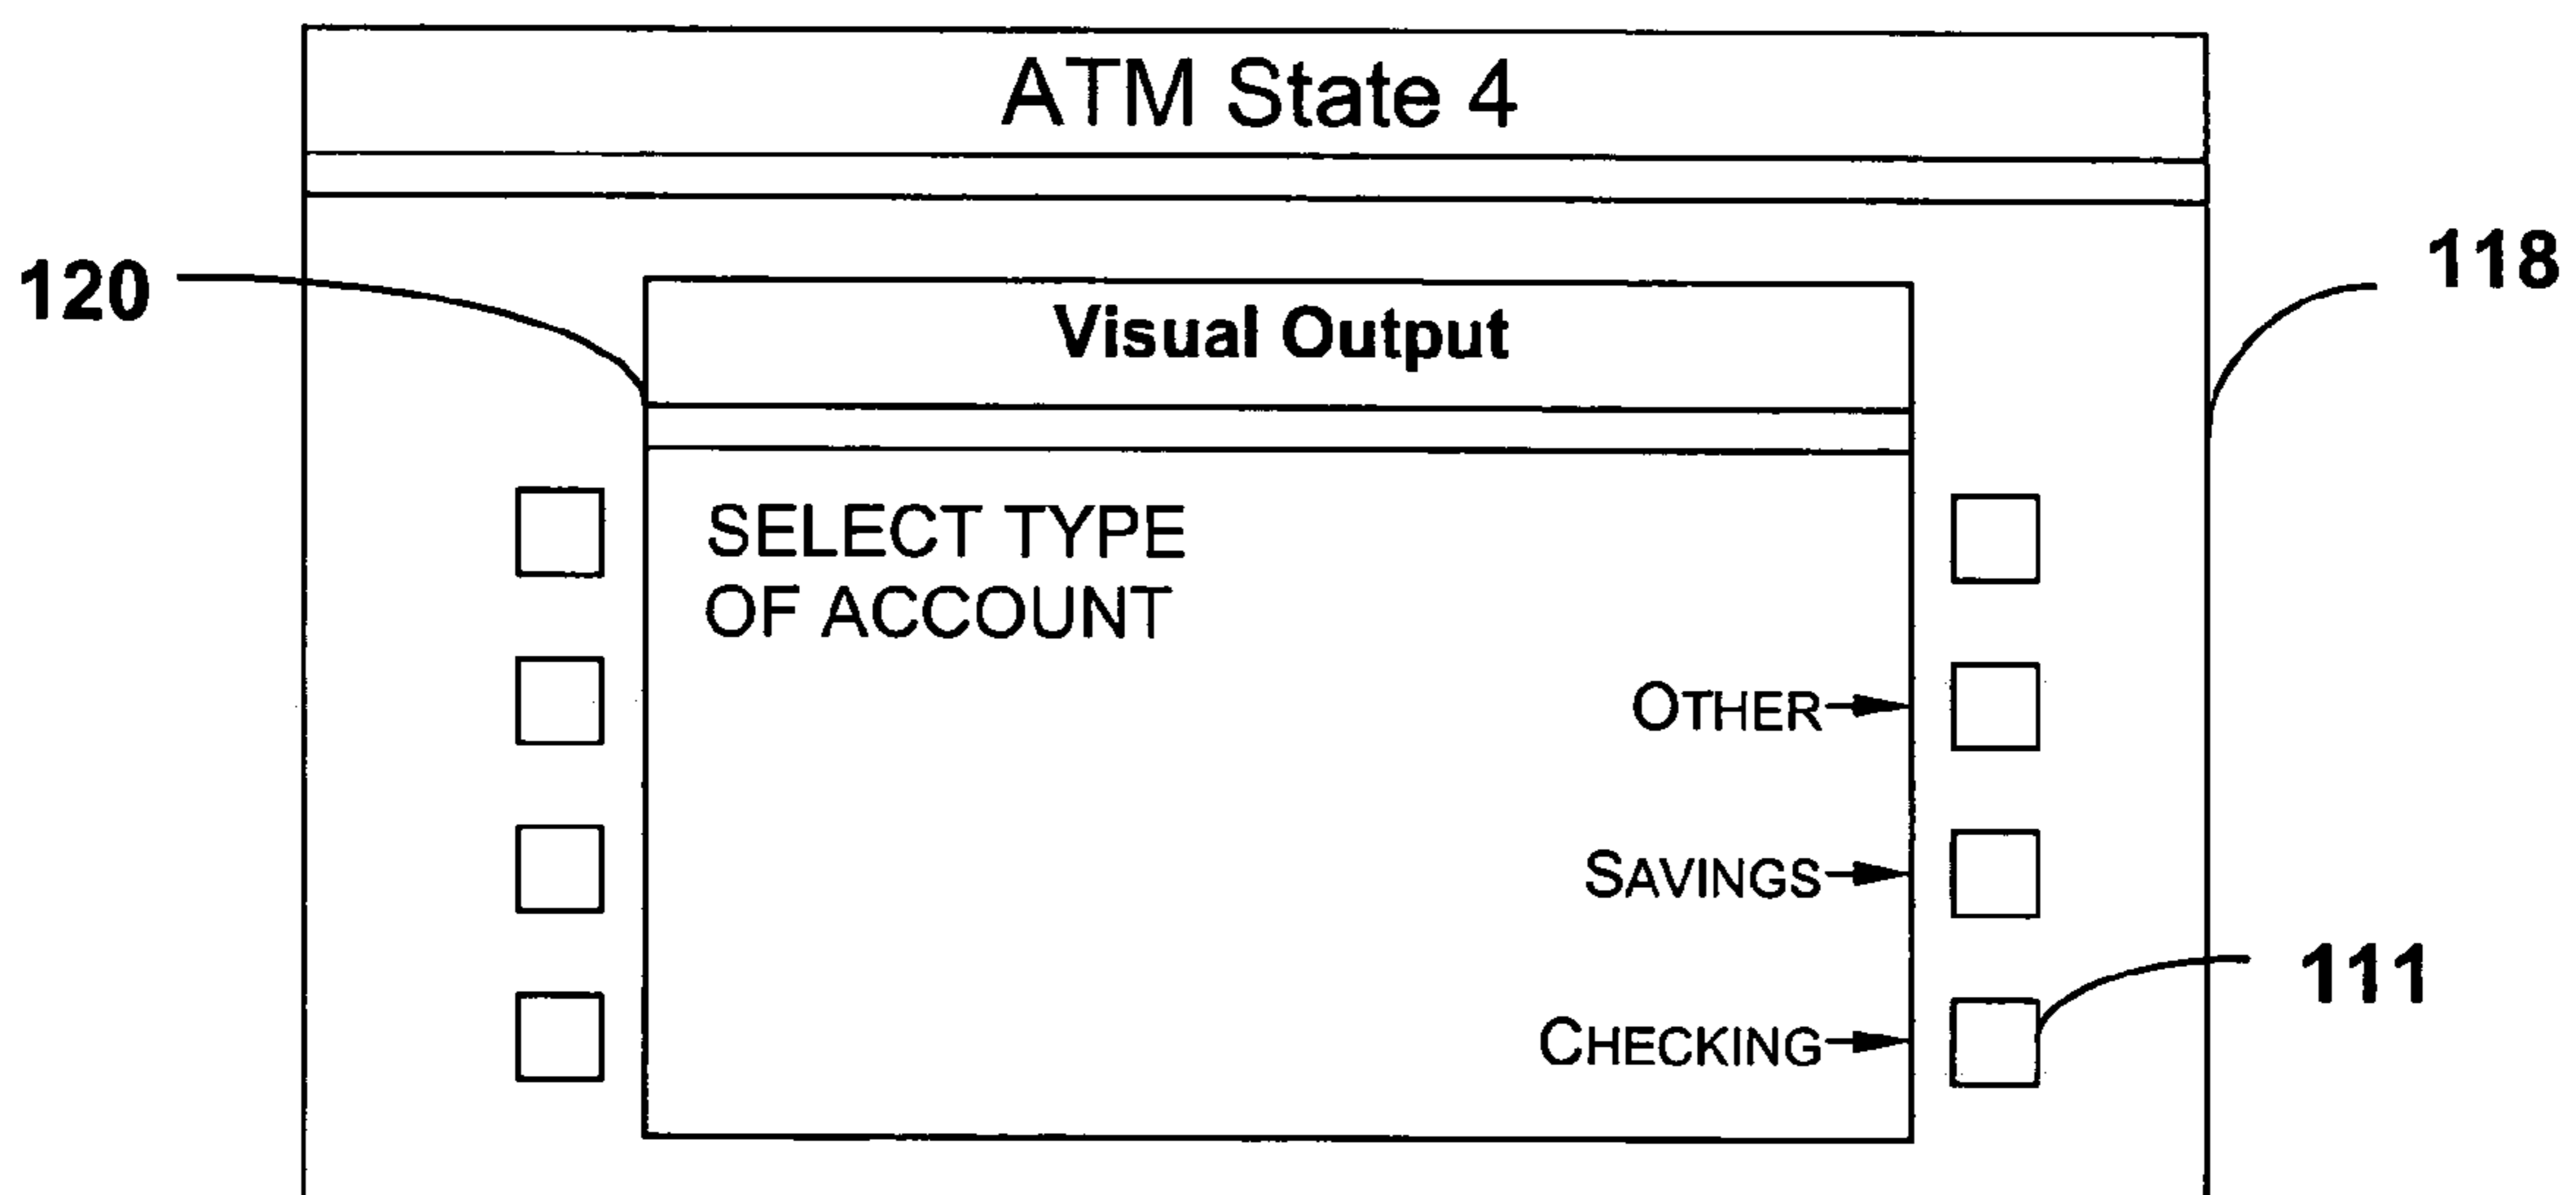 ATM State 4
120
118
Visual Output
SELECT TYPE
OF ACCOUNT
OTHER
SAVINGS
111
CHECKING